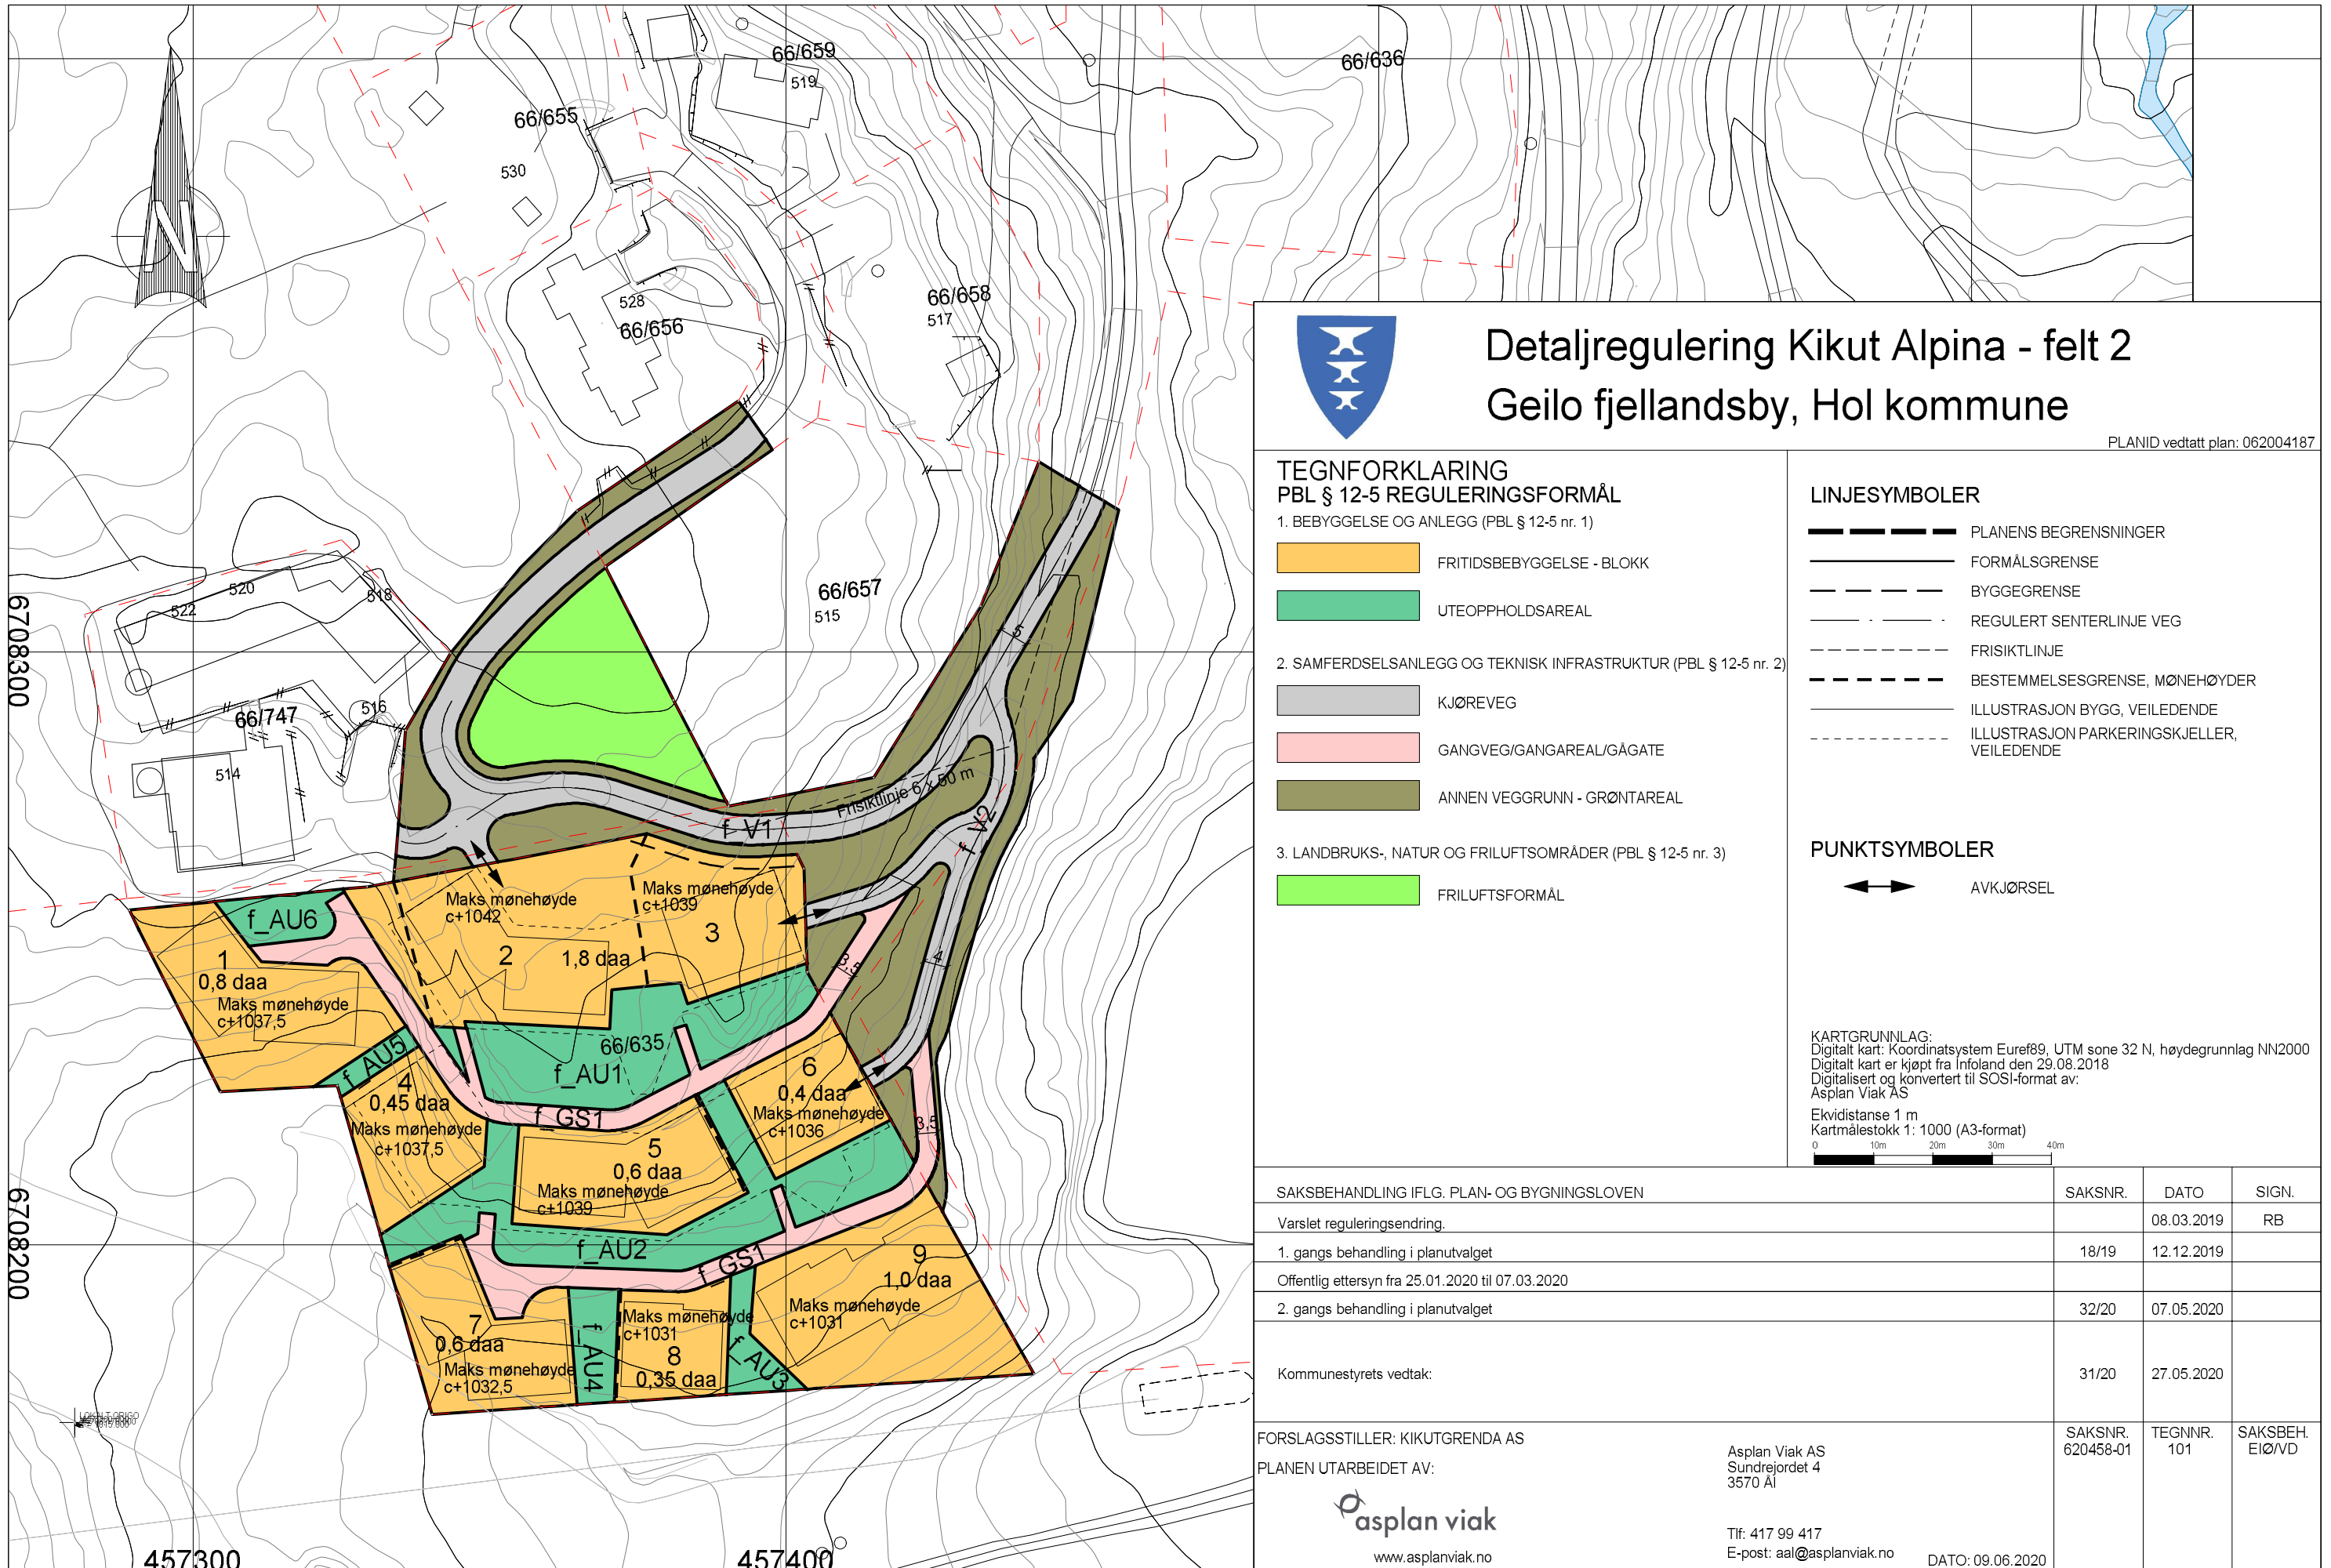 66/659
519
66/636
66/655
530
528
66/656
66/658
517
66/657
515
520
522
518
66/747
516
514
6708300
6708200
457300
457400
N
5
Frisiktlinje 6 x 50 m
f_V1
f_V2
4
3,5
3,5
f_AU6
1
0,8 daa
Maks mønehøyde
c+1037,5
Maks mønehøyde
c+1042
2
1,8 daa
Maks mønehøyde
c+1039
3
66/635
f_AU1
f_AU5
4
0,45 daa
Maks mønehøyde
c+1037,5
f_GS1
5
0,6 daa
Maks mønehøyde
c+1039
6
0,4 daa
Maks mønehøyde
c+1036
f_AU2
f_GS1
7
0,6 daa
Maks mønehøyde
c+1032,5
f_AU4
Maks mønehøyde
c+1031
8
0,35 daa
f_AU3
9
1,0 daa
Maks mønehøyde
c+1031
LOKALT ORIGO
Detaljregulering Kikut Alpina - felt 2
Geilo fjellandsby, Hol kommune
PLANID vedtatt plan: 062004187
TEGNFORKLARING
PBL § 12-5 REGULERINGSFORMÅL
1. BEBYGGELSE OG ANLEGG (PBL § 12-5 nr. 1)
FRITIDSBEBYGGELSE - BLOKK
UTEOPPHOLDSAREAL
2. SAMFERDSELSANLEGG OG TEKNISK INFRASTRUKTUR (PBL § 12-5 nr. 2)
KJØREVEG
GANGVEG/GANGAREAL/GÅGATE
ANNEN VEGGRUNN - GRØNTAREAL
3. LANDBRUKS-, NATUR OG FRILUFTSOMRÅDER (PBL § 12-5 nr. 3)
FRILUFTSFORMÅL
LINJESYMBOLER
PLANENS BEGRENSNINGER
FORMÅLSGRENSE
BYGGEGRENSE
REGULERT SENTERLINJE VEG
FRISIKTLINJE
BESTEMMELSESGRENSE, MØNEHØYDER
ILLUSTRASJON BYGG, VEILEDENDE
ILLUSTRASJON PARKERINGSKJELLER,
VEILEDENDE
PUNKTSYMBOLER
AVKJØRSEL
KARTGRUNNLAG:
Digitalt kart: Koordinatsystem Euref89, UTM sone 32 N, høydegrunnlag NN2000
Digitalt kart er kjøpt fra Infoland den 29.08.2018
Digitalisert og konvertert til SOSI-format av:
Asplan Viak AS
Ekvidistanse 1 m
Kartmålestokk 1: 1000 (A3-format)
0 10m 20m 30m 40m
SAKSBEHANDLING IFLG. PLAN- OG BYGNINGSLOVEN SAKSNR. DATO SIGN.
Varslet reguleringsendring. 08.03.2019 RB
1. gangs behandling i planutvalget 18/19 12.12.2019
Offentlig ettersyn fra 25.01.2020 til 07.03.2020
2. gangs behandling i planutvalget 32/20 07.05.2020
Kommunestyrets vedtak: 31/20 27.05.2020
FORSLAGSSTILLER: KIKUTGRENDA AS
PLANEN UTARBEIDET AV:
asplan viak
www.asplanviak.no
Asplan Viak AS
Sundrejordet 4
3570 Ål
Tlf: 417 99 417
E-post: aal@asplanviak.no
DATO: 09.06.2020
SAKSNR. TEGNNR. SAKSBEH.
620458-01 101 EIØ/VD